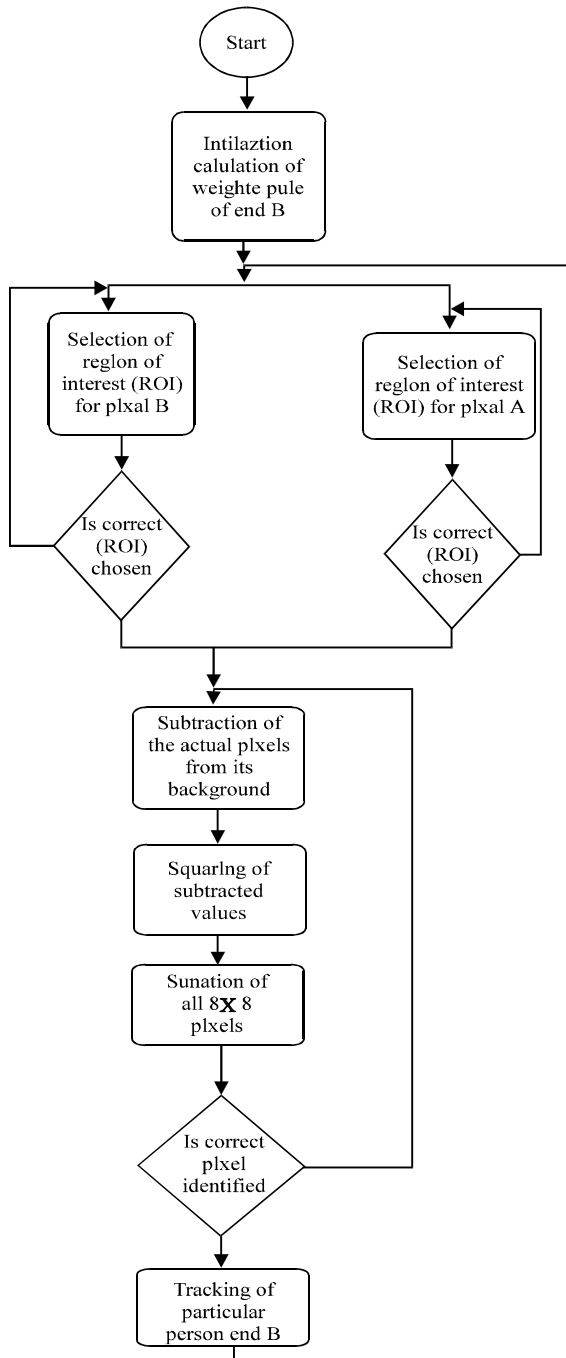 Start
Intilaztion
calulation of
weighte pule
of end B
Selection of
reglon of
interest (ROI)
for plxal B
Selection of
reglon of interest
(ROI) for plxal A
Is correct
(ROI)
chosen
Is correct
(ROI)
chosen
Subtraction of
the actual plxels
from its
background
Squarlng of
subtracted
values
Sunation of
all 8X 8
plxels
Is correct
plxel
identified
Tracking of
particular
person end B